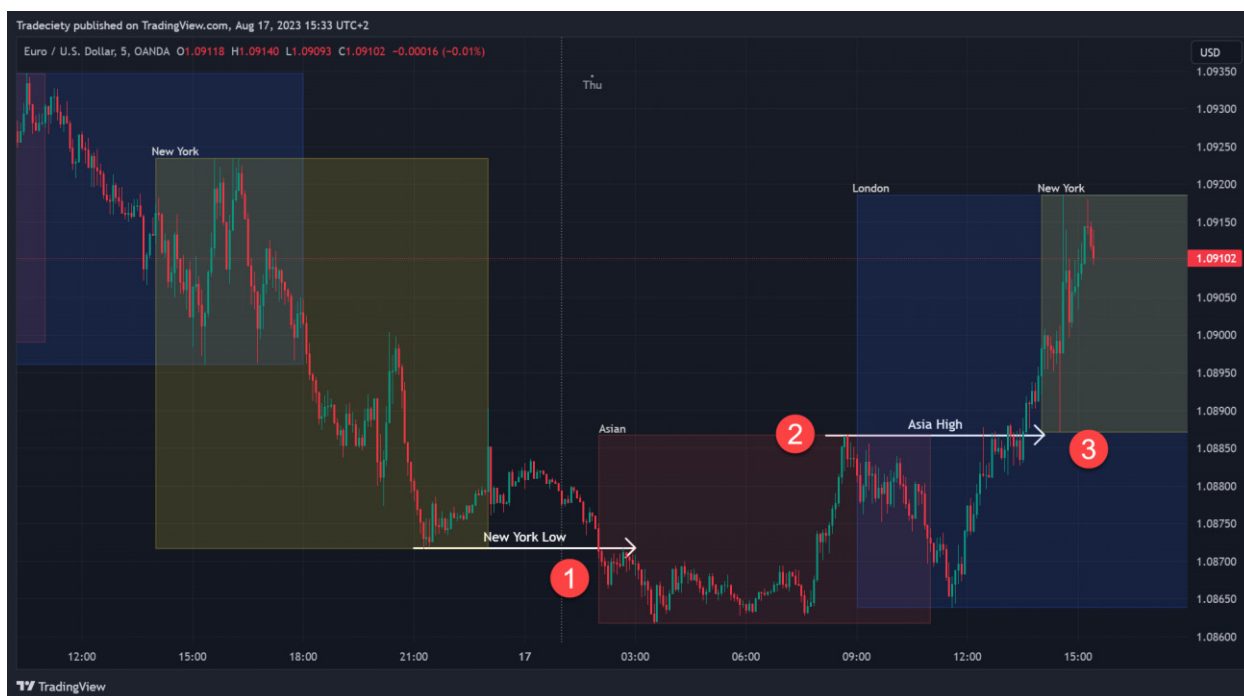 Tradeciety published on TradingView.com, Aug 17, 2023 15:33 UTC+2
Euro / U.S. Dollar, 5, OANDA O1.09118 H1.09140 L1.09093 C1.09102 −0.00016 (−0.01%)
USD
Thu
1.09350
1.09300
1.09250
1.09200
1.09150
1.09102
1.09050
1.09000
1.08950
1.08900
1.08850
1.08800
1.08750
1.08700
1.08650
1.08600
New York
London
New York
Asian
2
Asia High
3
New York Low
1
12:00
15:00
18:00
21:00
17
03:00
06:00
09:00
12:00
15:00
TradingView